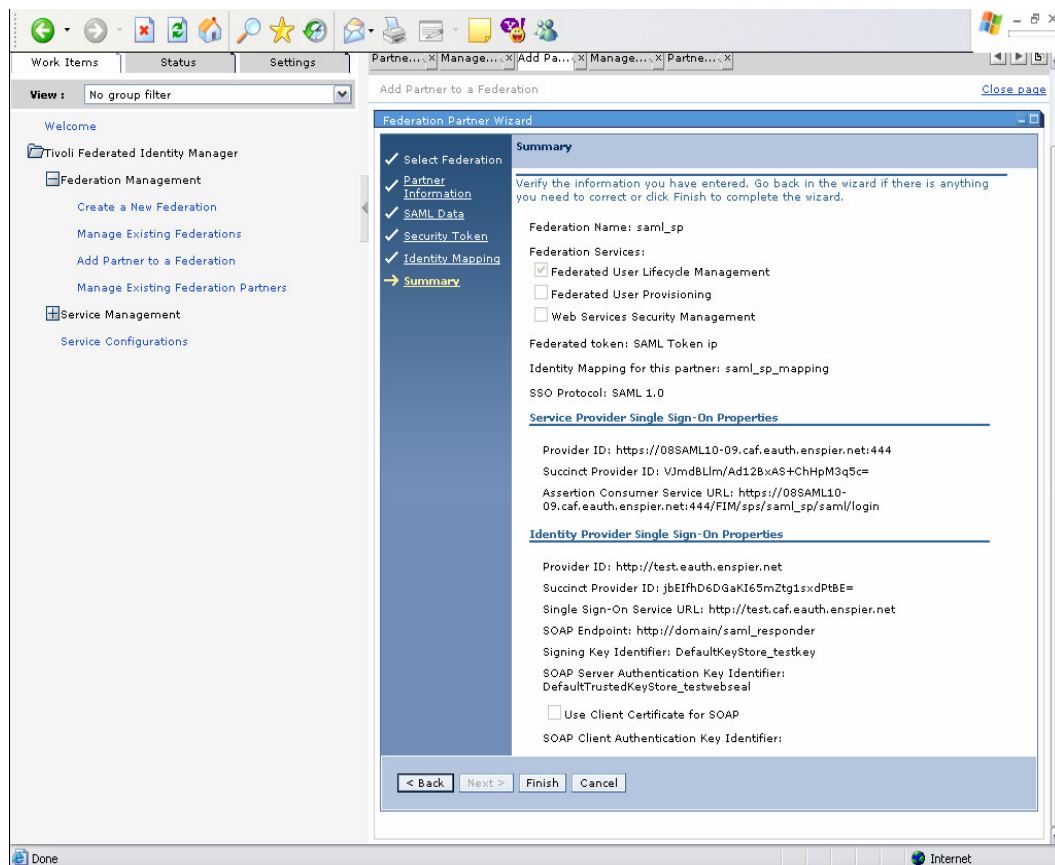 Work Items
Status
Settings
Partne...
Manage...
Add Pa...
Manage...
Partne...
View :
No group filter
Add Partner to a Federation
Close page
Welcome
Tivoli Federated Identity Manager
Federation Management
Create a New Federation
Manage Existing Federations
Add Partner to a Federation
Manage Existing Federation Partners
Service Management
Service Configurations
Federation Partner Wizard
Select Federation
Partner
Information
SAML Data
Security Token
Identity Mapping
Summary
Summary
Verify the information you have entered. Go back in the wizard if there is anything
you need to correct or click Finish to complete the wizard.
Federation Name: saml_sp
Federation Services:
Federated User Lifecycle Management
Federated User Provisioning
Web Services Security Management
Federated token: SAML Token ip
Identity Mapping for this partner: saml_sp_mapping
SSO Protocol: SAML 1.0
Service Provider Single Sign-On Properties
Provider ID: https://08SAML10-09.caf.eauth.enspier.net:444
Succinct Provider ID: VJmdBLlm/Ad12BxAS+ChHpM3q5c=
Assertion Consumer Service URL: https://08SAML10-
09.caf.eauth.enspier.net:444/FIM/sps/saml_sp/saml/login
Identity Provider Single Sign-On Properties
Provider ID: http://test.eauth.enspier.net
Succinct Provider ID: jbEIfhD6DGaKI65mZtg1sxdPtBE=
Single Sign-On Service URL: http://test.caf.eauth.enspier.net
SOAP Endpoint: http://domain/saml_responder
Signing Key Identifier: DefaultKeyStore_testkey
SOAP Server Authentication Key Identifier:
DefaultTrustedKeyStore_testwebseal
Use Client Certificate for SOAP
SOAP Client Authentication Key Identifier:
< Back
Next >
Finish
Cancel
Done
Internet